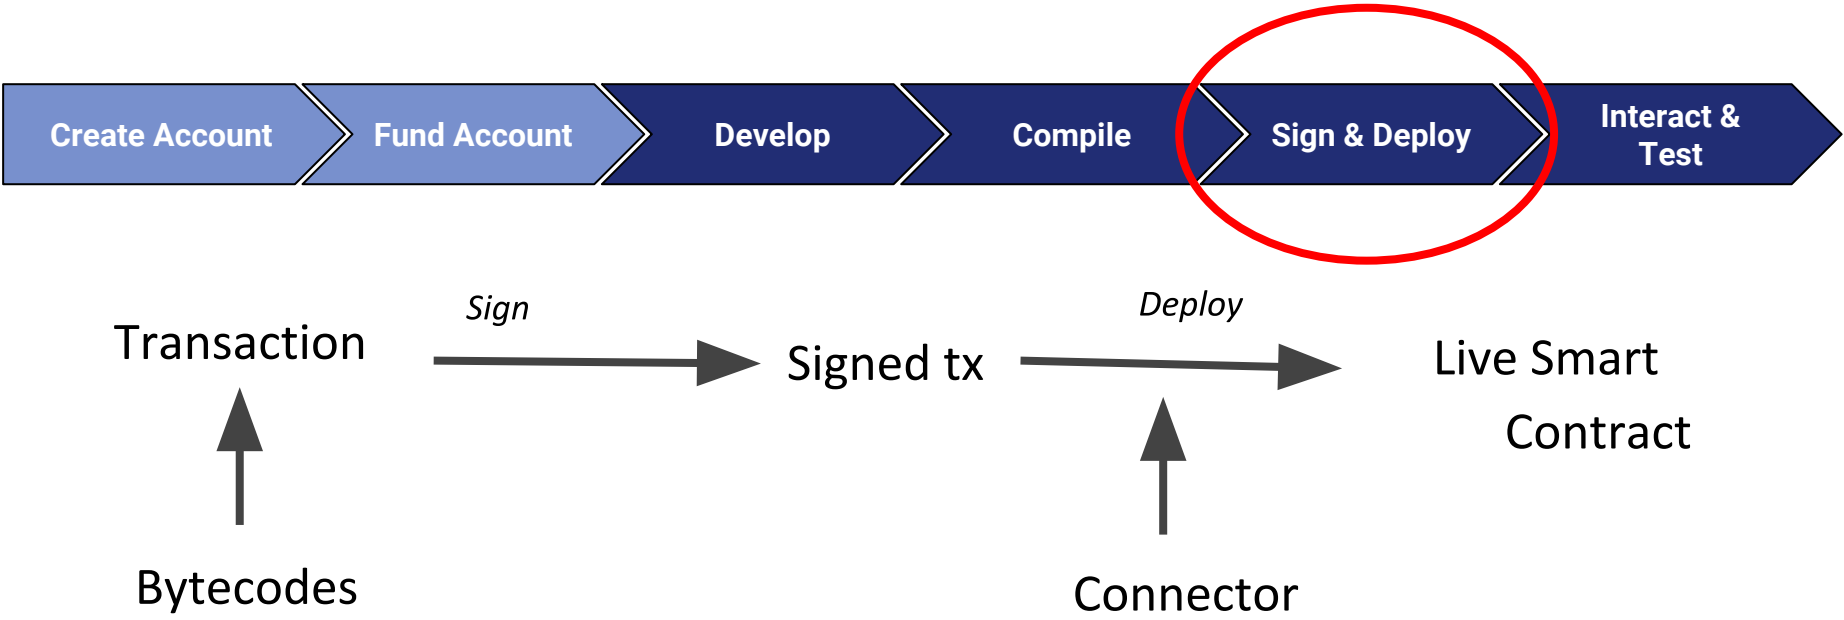 Create Account
Fund Account
Develop
Compile
Sign & Deploy
Interact &
Test
Sign
Deploy
Transaction
Signed tx
Live Smart
Contract
Bytecodes
Connector